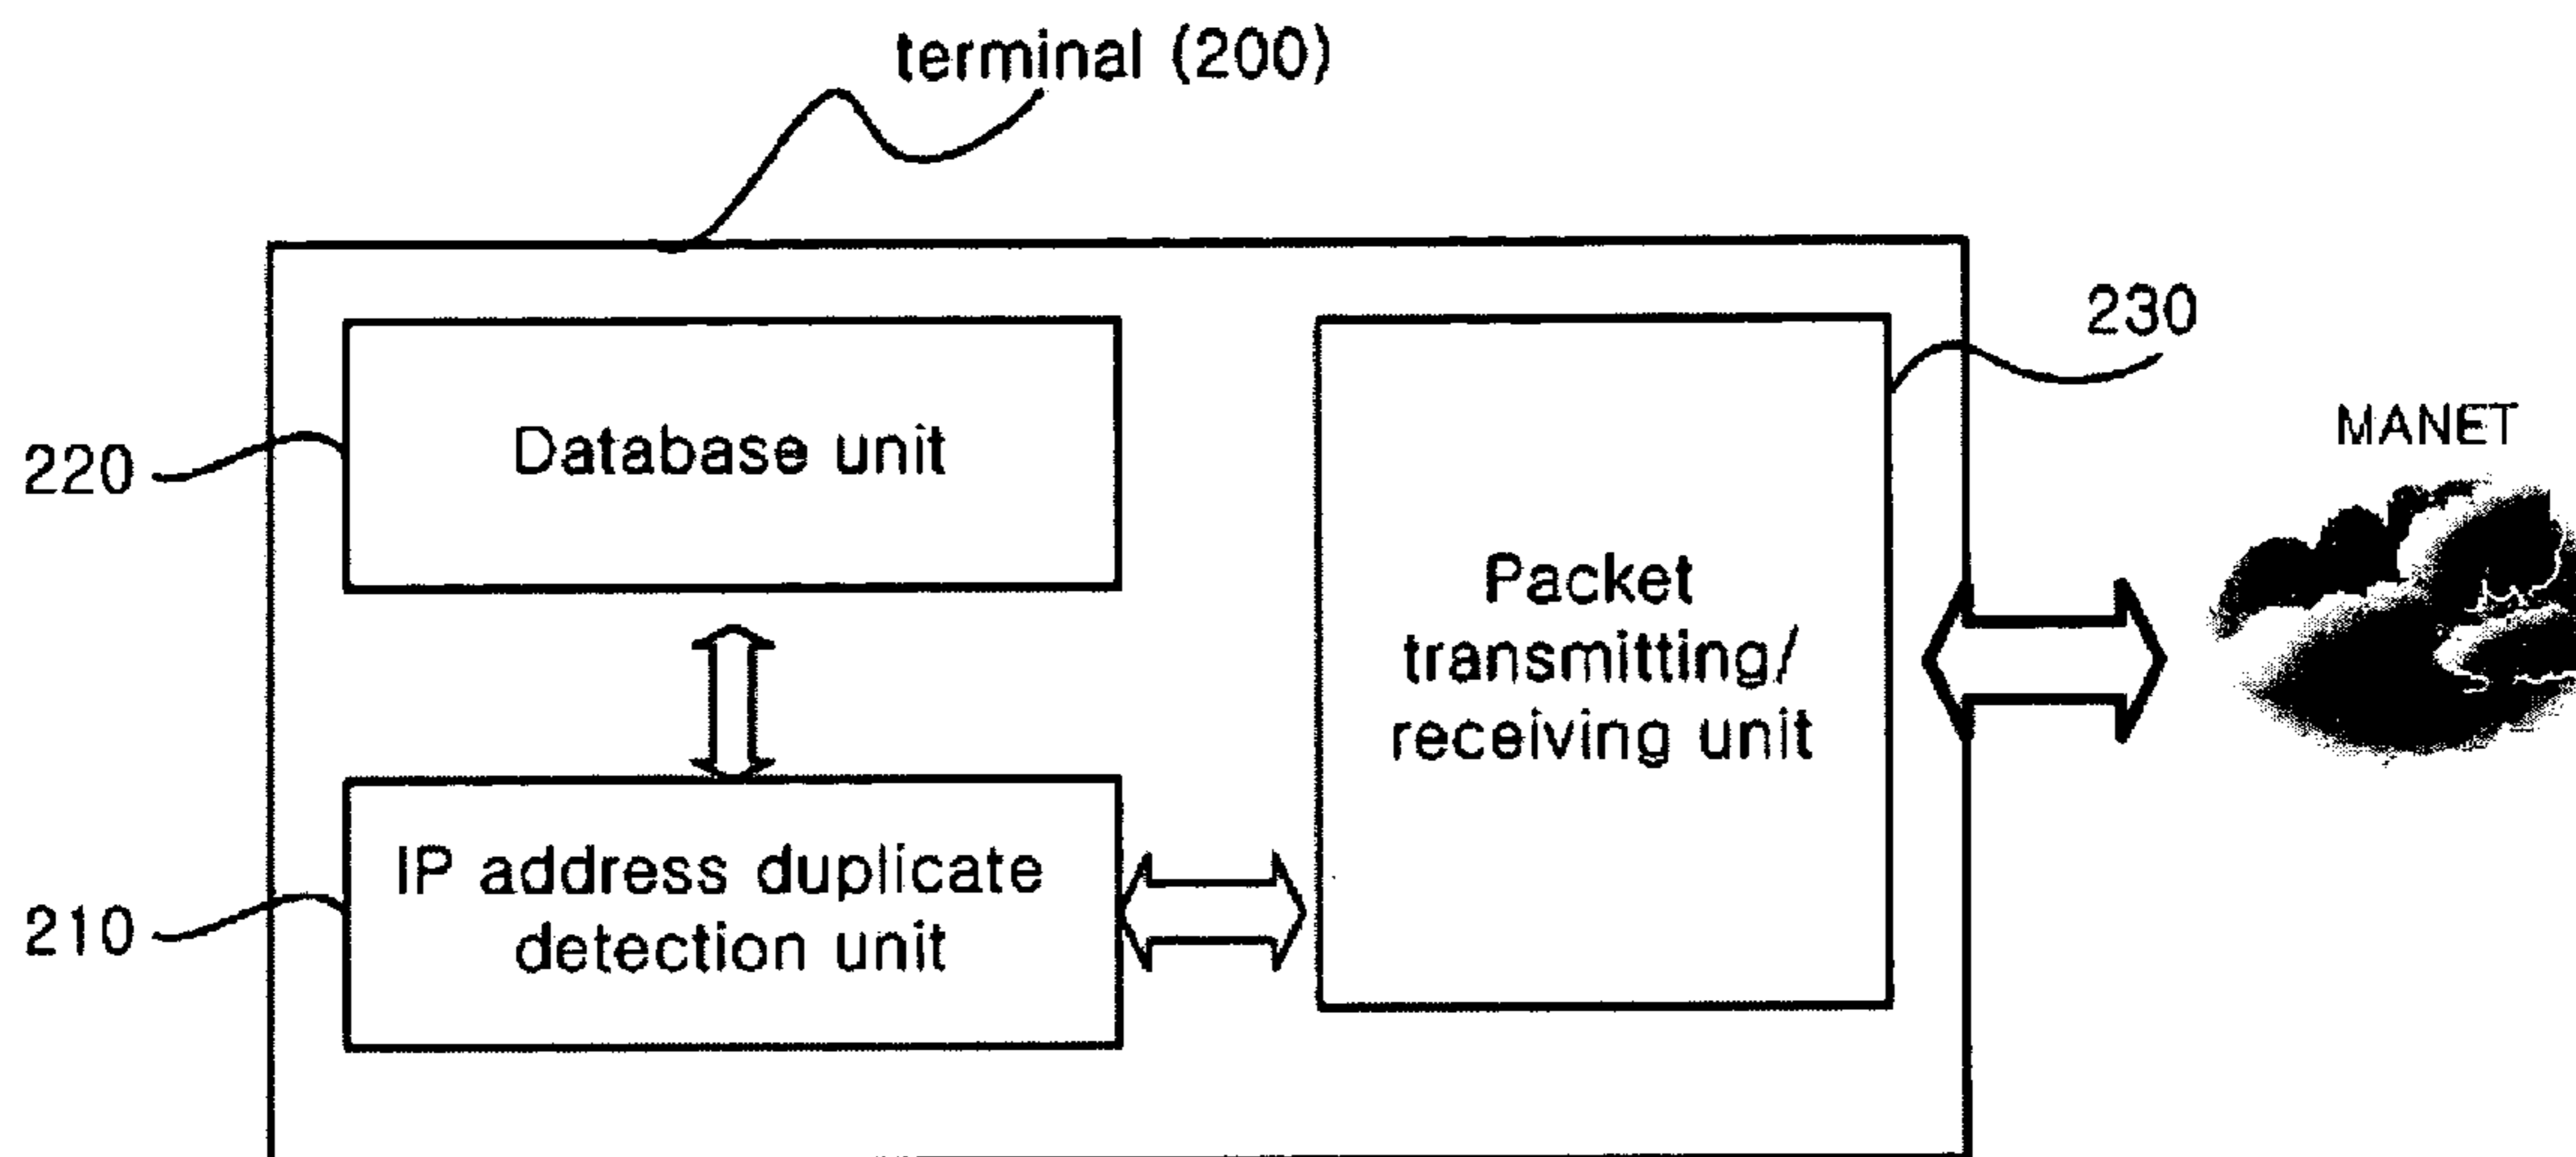 terminal (200)
230
MANET
220
Database unit
Packet
transmitting/
receiving unit
210
IP address duplicate
detection unit